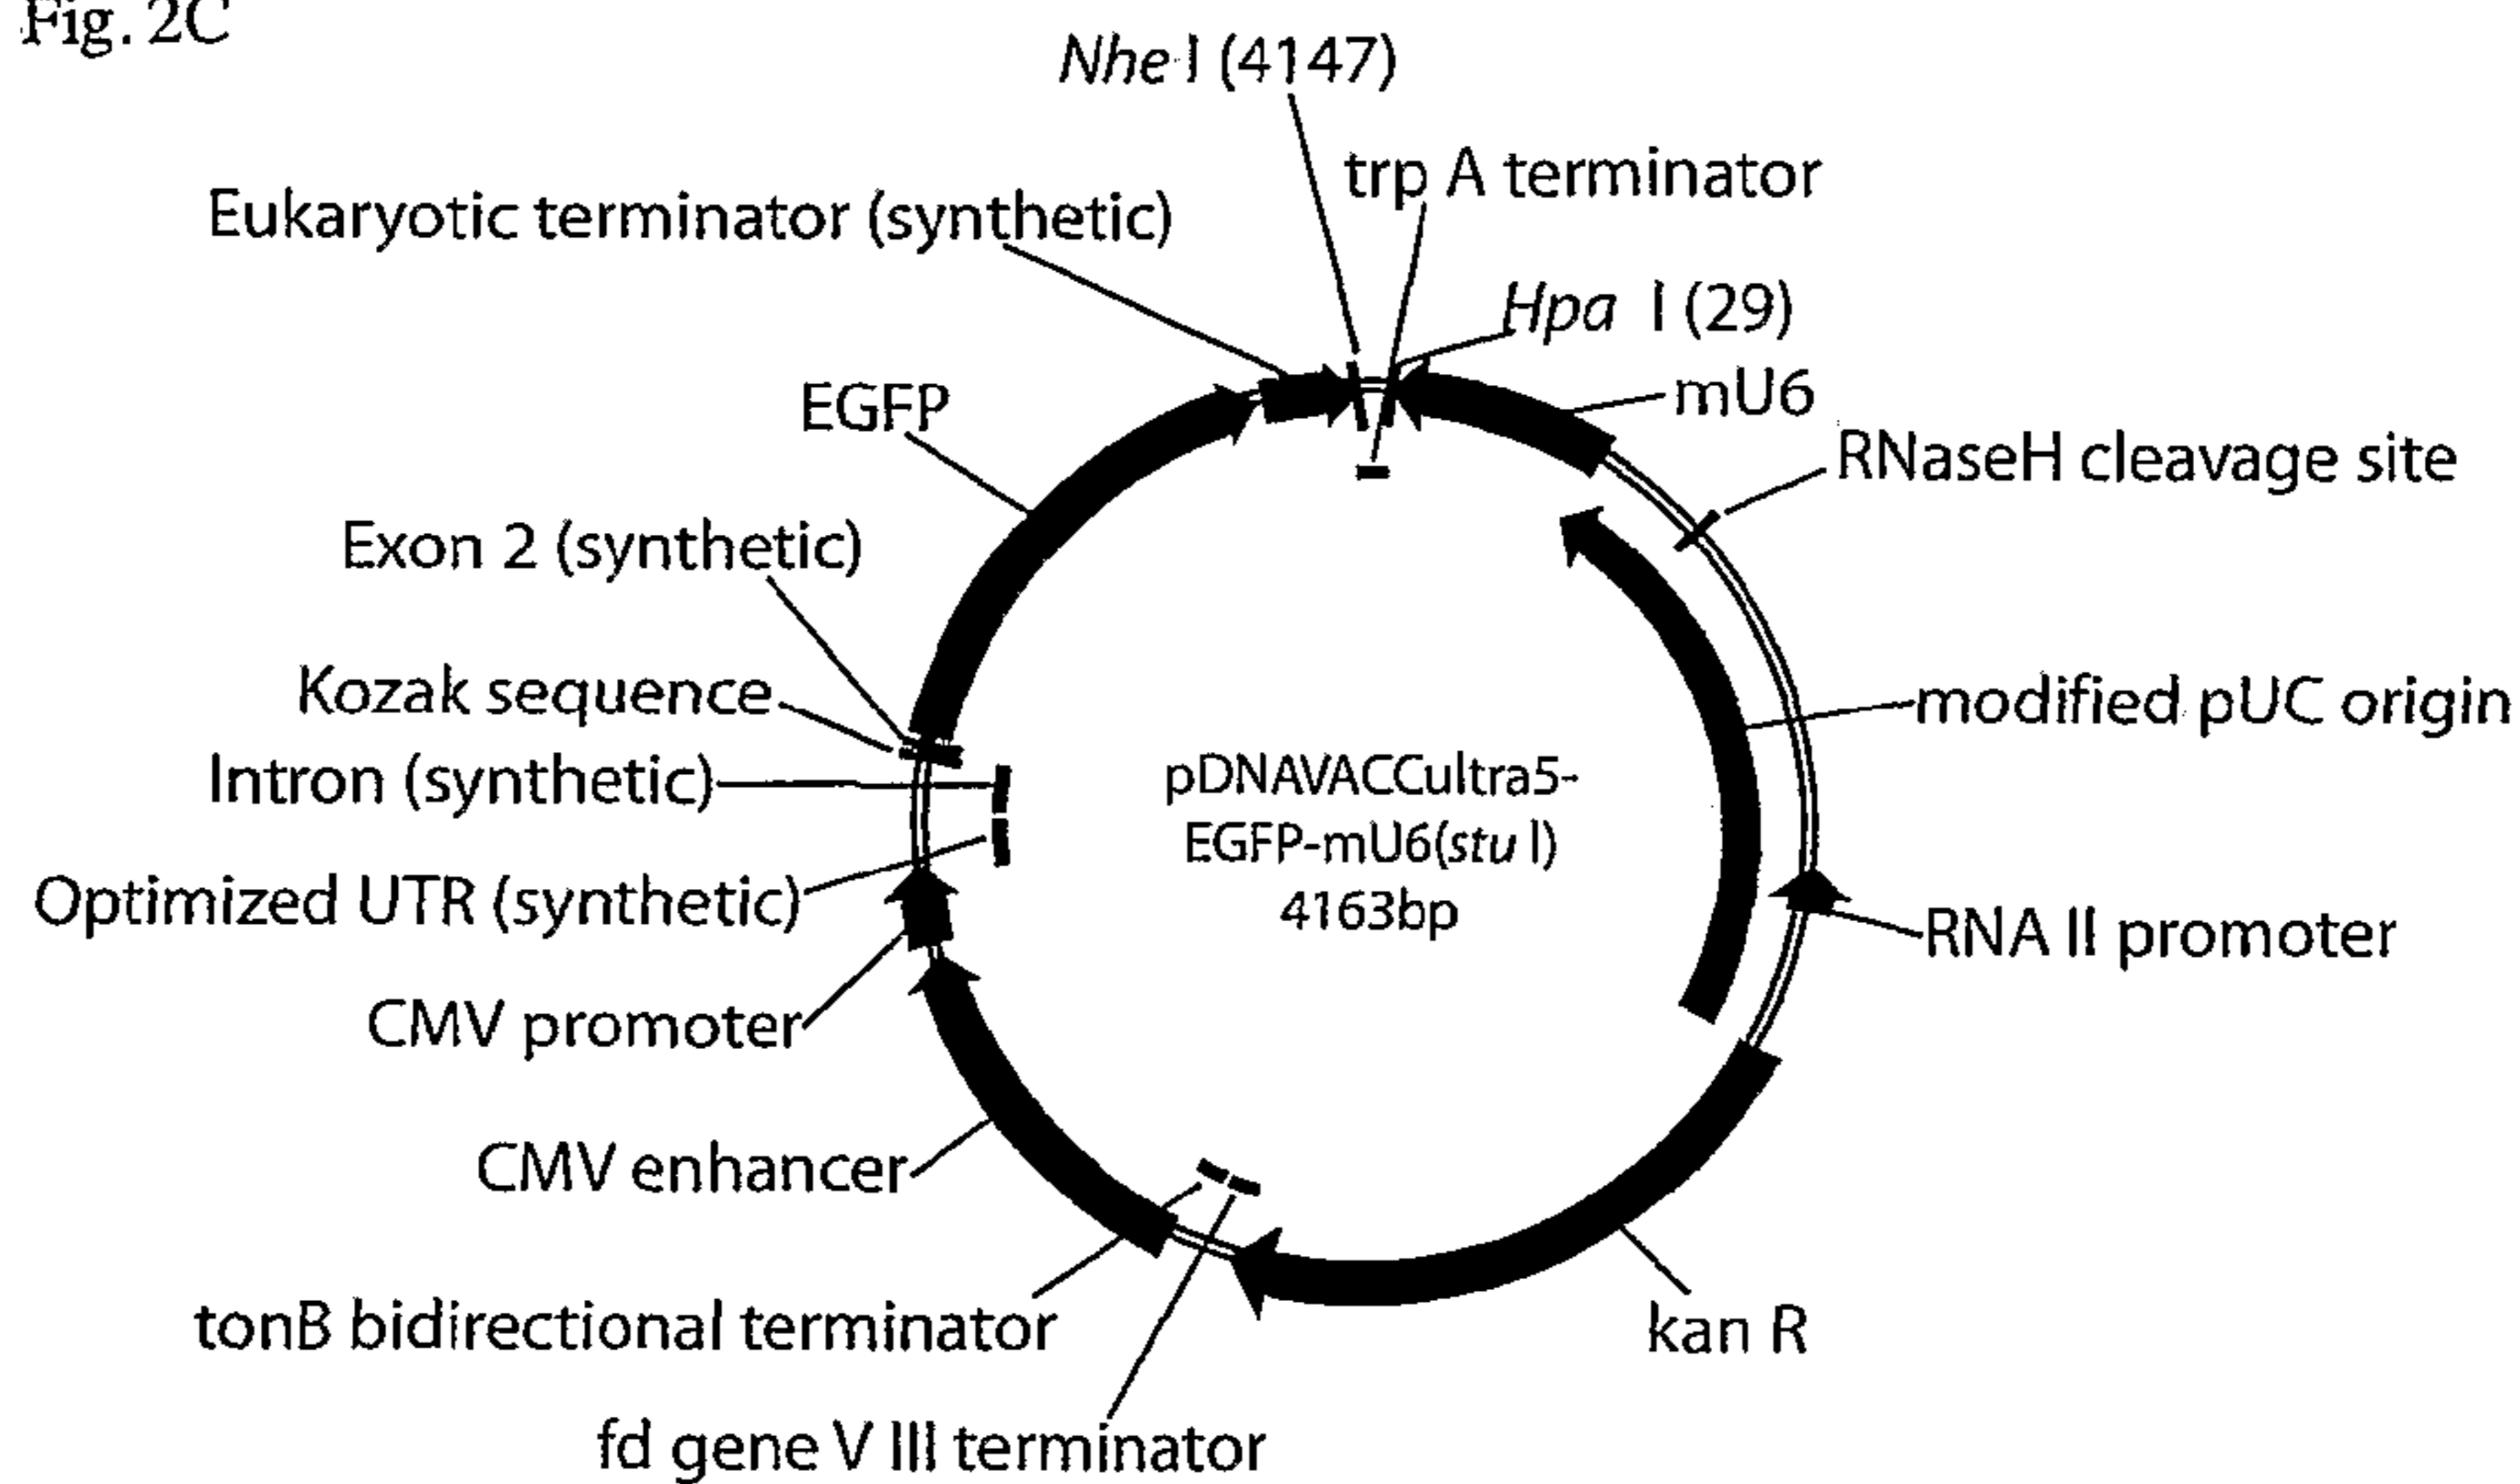 Fig. 2C
Nhe I (4147)
trp A terminator
Eukaryotic terminator (synthetic)
Hpa I (29)
mU6
EGFP
RNaseH cleavage site
Exon 2 (synthetic)
Kozak sequence
modified pUC origin
Intron (synthetic)
pDNAVACCultra5-
EGFP-mU6(stu I)
4163bp
Optimized UTR (synthetic)
RNA II promoter
CMV promoter
CMV enhancer
tonB bidirectional terminator
kan R
fd gene V III terminator